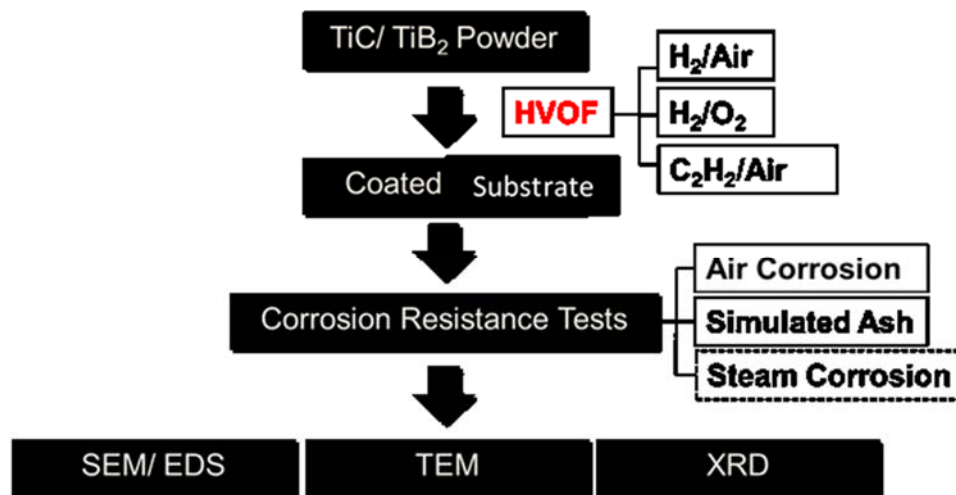 TiC/ TiB₂ Powder
HVOF
H₂/Air
H₂/O₂
C₂H₂/Air
Coated Substrate
Corrosion Resistance Tests
Air Corrosion
Simulated Ash
Steam Corrosion
SEM/ EDS TEM XRD